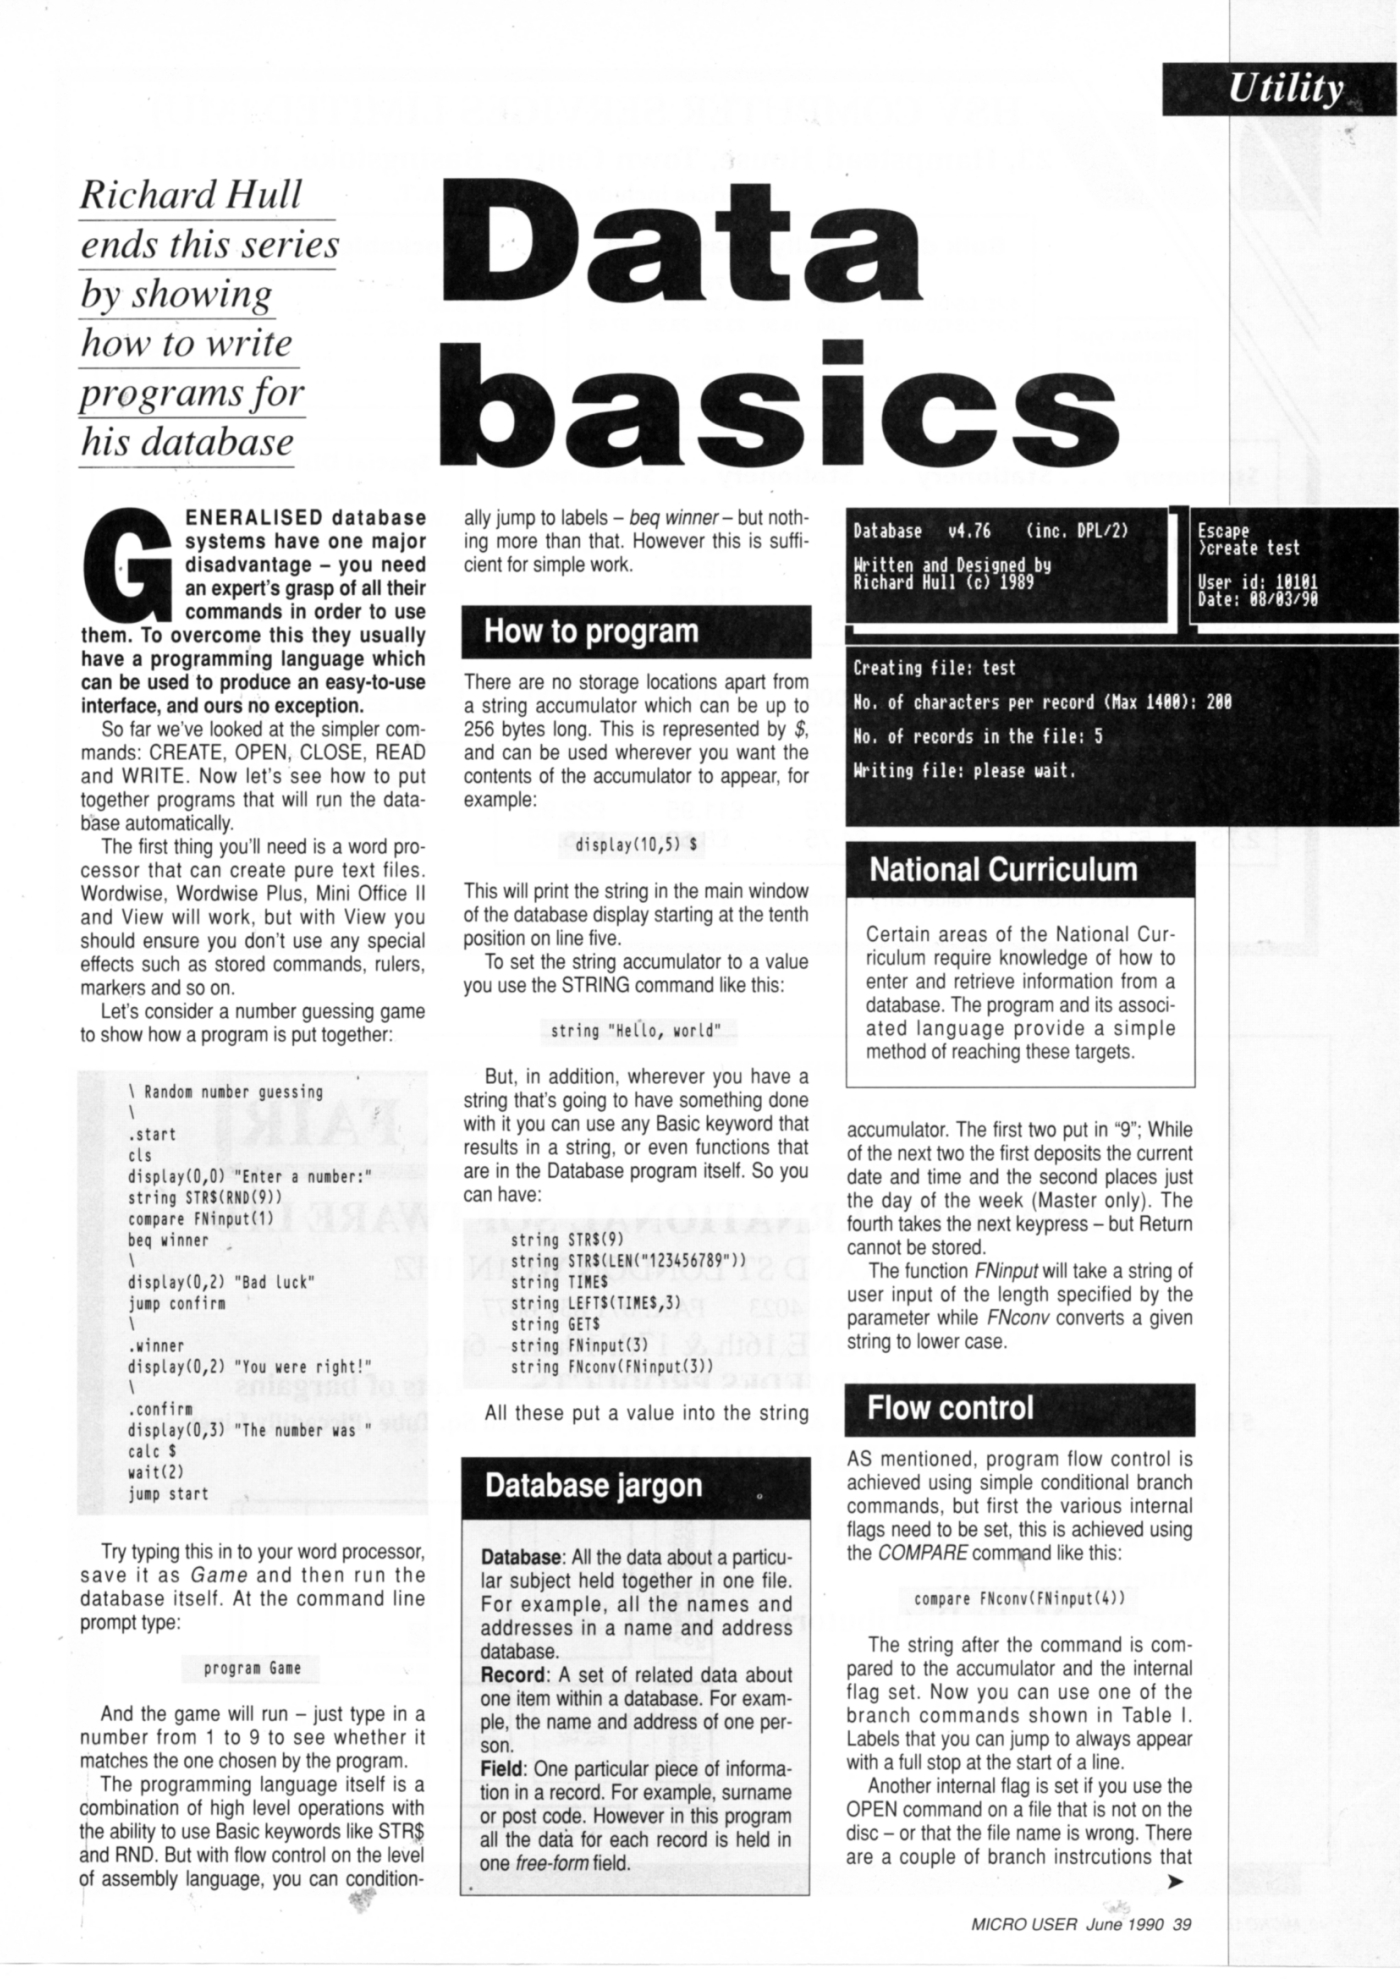 Utility
Richard Hull
ends this series
by showing
how to write
programs for
his database
Data
basics
GENERALISED database
systems have one major
disadvantage – you need
an expert's grasp of all their
commands in order to use
them. To overcome this they usually
have a programming language which
can be used to produce an easy-to-use
interface, and ours no exception.
So far we've looked at the simpler com-
mands: CREATE, OPEN, CLOSE, READ
and WRITE. Now let's see how to put
together programs that will run the data-
base automatically.
The first thing you'll need is a word pro-
cessor that can create pure text files.
Wordwise, Wordwise Plus, Mini Office II
and View will work, but with View you
should ensure you don't use any special
effects such as stored commands, rulers,
markers and so on.
Let's consider a number guessing game
to show how a program is put together:
\ Random number guessing
\
.start
cls
display(0,0) "Enter a number:"
string STR$(RND(9))
compare FNinput(1)
beq winner
\
display(0,2) "Bad luck"
jump confirm
\
.winner
display(0,2) "You were right!"
\
.confirm
display(0,3) "The number was "
calc $
wait(2)
jump start
Try typing this in to your word processor,
save it as Game and then run the
database itself. At the command line
prompt type:
program Game
And the game will run – just type in a
number from 1 to 9 to see whether it
matches the one chosen by the program.
The programming language itself is a
combination of high level operations with
the ability to use Basic keywords like STR$
and RND. But with flow control on the level
of assembly language, you can condition-
ally jump to labels – beq winner – but noth-
ing more than that. However this is suffi-
cient for simple work.
How to program
There are no storage locations apart from
a string accumulator which can be up to
256 bytes long. This is represented by $,
and can be used wherever you want the
contents of the accumulator to appear, for
example:
display(10,5) $
This will print the string in the main window
of the database display starting at the tenth
position on line five.
To set the string accumulator to a value
you use the STRING command like this:
string "Hello, world"
But, in addition, wherever you have a
string that's going to have something done
with it you can use any Basic keyword that
results in a string, or even functions that
are in the Database program itself. So you
can have:
string STR$(9)
string STR$(LEN("123456789"))
string TIME$
string LEFT$(TIME$,3)
string GET$
string FNinput(3)
string FNconv(FNinput(3))
All these put a value into the string
Database jargon
Database: All the data about a particu-
lar subject held together in one file.
For example, all the names and
addresses in a name and address
database.
Record: A set of related data about
one item within a database. For exam-
ple, the name and address of one per-
son.
Field: One particular piece of informa-
tion in a record. For example, surname
or post code. However in this program
all the data for each record is held in
one free-form field.
Database v4.76 (inc. DPL/2)
Written and Designed by
Richard Hull (c) 1989
Escape
>create test
User id: 10101
Date: 08/03/90
Creating file: test
No. of characters per record (Max 1400): 200
No. of records in the file: 5
Writing file: please wait.
National Curriculum
Certain areas of the National Cur-
riculum require knowledge of how to
enter and retrieve information from a
database. The program and its associ-
ated language provide a simple
method of reaching these targets.
accumulator. The first two put in “9”; While
of the next two the first deposits the current
date and time and the second places just
the day of the week (Master only). The
fourth takes the next keypress – but Return
cannot be stored.
The function FNinput will take a string of
user input of the length specified by the
parameter while FNconv converts a given
string to lower case.
Flow control
AS mentioned, program flow control is
achieved using simple conditional branch
commands, but first the various internal
flags need to be set, this is achieved using
the COMPARE command like this:
compare FNconv(FNinput(4))
The string after the command is com-
pared to the accumulator and the internal
flag set. Now you can use one of the
branch commands shown in Table I.
Labels that you can jump to always appear
with a full stop at the start of a line.
Another internal flag is set if you use the
OPEN command on a file that is not on the
disc – or that the file name is wrong. There
are a couple of branch instrcutions that
➤
MICRO USER June 1990 39